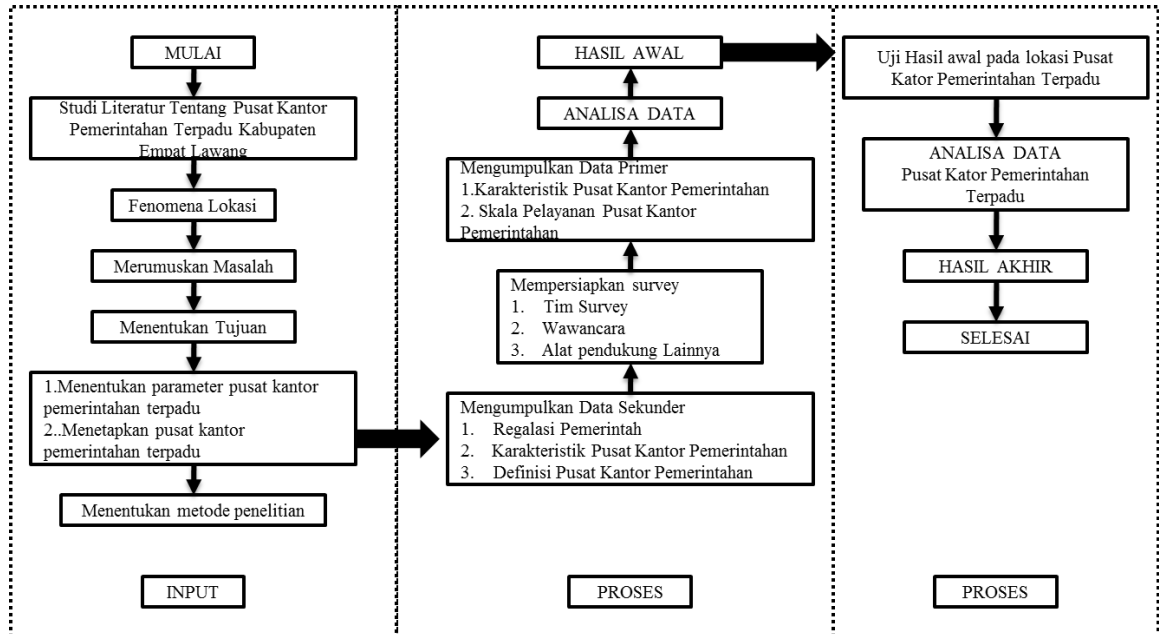 MULAI
Studi Literatur Tentang Pusat Kantor
Pemerintahan Terpadu Kabupaten
Empat Lawang
Fenomena Lokasi
Merumuskan Masalah
Menentukan Tujuan
1.Menentukan parameter pusat kantor
pemerintahan terpadu
2..Menetapkan pusat kantor
pemerintahan terpadu
Menentukan metode penelitian
INPUT
HASIL AWAL
ANALISA DATA
Mengumpulkan Data Primer
1.Karakteristik Pusat Kantor Pemerintahan
2. Skala Pelayanan Pusat Kantor
Pemerintahan
Mempersiapkan survey
1. Tim Survey
2. Wawancara
3. Alat pendukung Lainnya
Mengumpulkan Data Sekunder
1. Regalasi Pemerintah
2. Karakteristik Pusat Kantor Pemerintahan
3. Definisi Pusat Kantor Pemerintahan
PROSES
Uji Hasil awal pada lokasi Pusat
Kator Pemerintahan Terpadu
ANALISA DATA
Pusat Kator Pemerintahan
Terpadu
HASIL AKHIR
SELESAI
PROSES